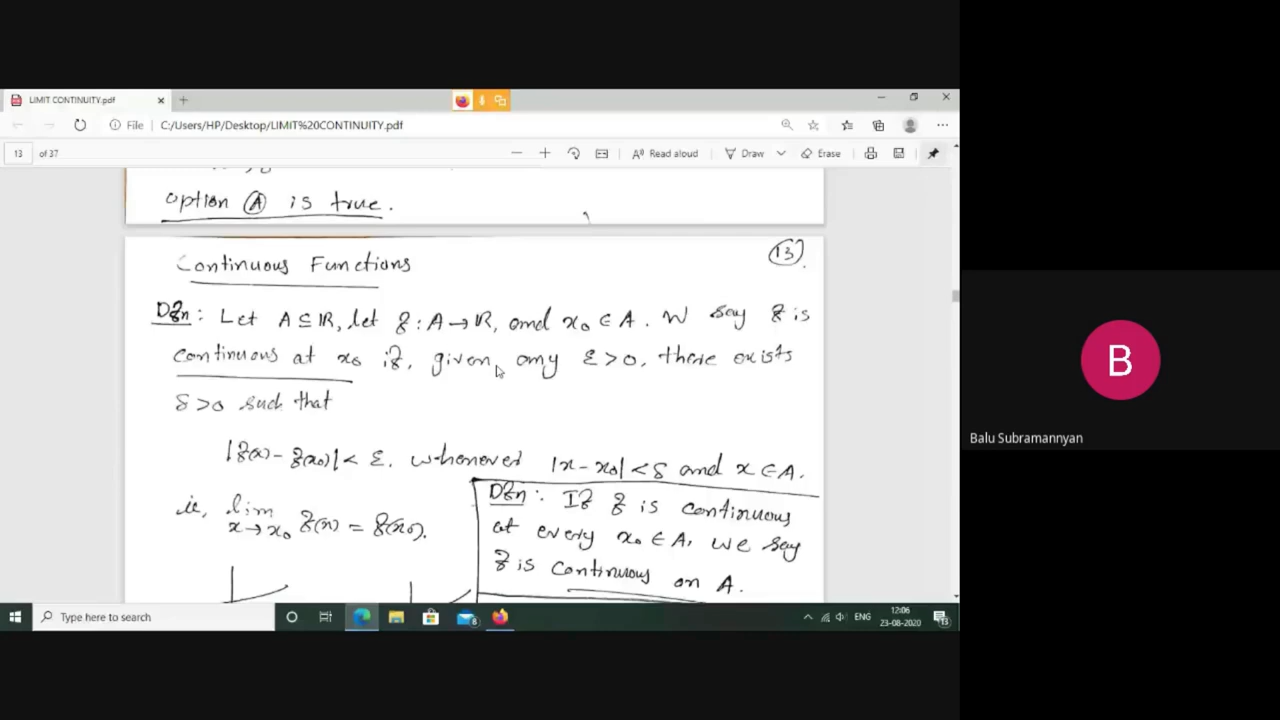 LIMIT CONTINUITY.pdf
File C:/Users/HP/Desktop/LIMIT%20CONTINUITY.pdf
13 of 37 Read aloud Draw Erase
option Ⓐ is true.
Continuous Functions
13
Dfn: Let A ⊆ ℝ, let f : A → ℝ, and x₀ ∈ A. W say f is
continuous at x₀ if, given any ε > 0, there exists
δ > 0 such that
|f(x) - f(x₀)| < ε. whenever |x - x₀| < δ and x ∈ A.
ie, lim f(x) = f(x₀).
x → x₀
Dfn : If f is continuous
at every x₀ ∈ A, we say
f is continuous on A.
B
Balu Subramannyan
Type here to search
8
ENG
12:06
23-08-2020
13